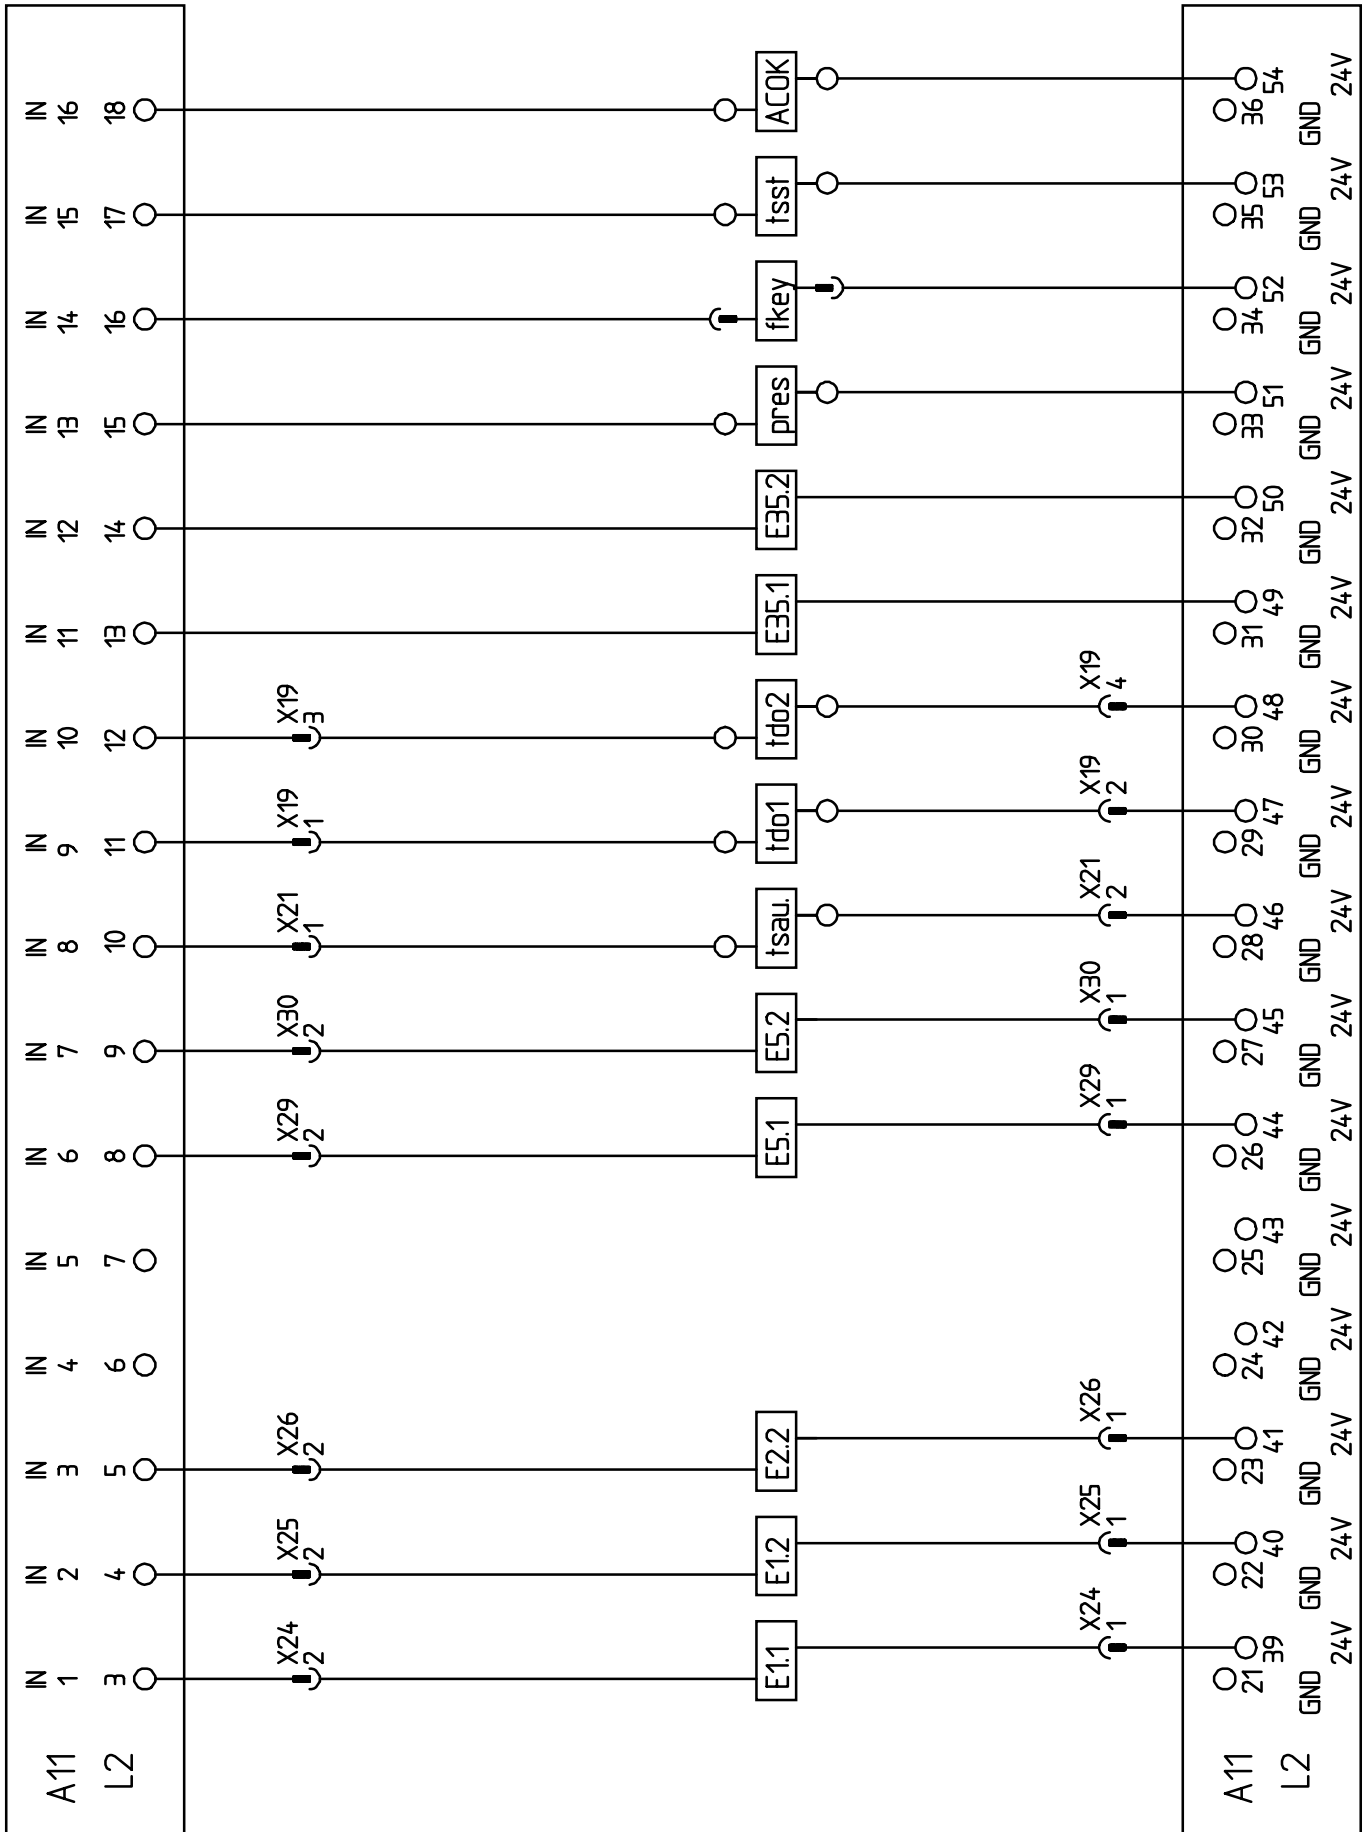 IN IN IN IN IN IN IN IN IN IN IN IN IN IN IN IN
A11 1 2 3 4 5 6 7 8 9 10 11 12 13 14 15 16
L2 3 4 5 6 7 8 9 10 11 12 13 14 15 16 17 18
X24 X25 X26 X29 X30 X21 X19 X19
2 2 2 2 2 1 1 3
E1.1 E1.2 E2.2 E5.1 E5.2 tsau. tdo1 tdo2 E35.1 E35.2 pres fkey tsst ACOK
X24 X25 X26 X29 X30 X21 X19 X19
1 1 1 1 1 2 2 4
A11 21 22 23 24 25 26 27 28 29 30 31 32 33 34 35 36
39 40 41 42 43 44 45 46 47 48 49 50 51 52 53 54
L2 GND GND GND GND GND GND GND GND GND GND GND GND GND GND GND GND
24V 24V 24V 24V 24V 24V 24V 24V 24V 24V 24V 24V 24V 24V 24V 24V